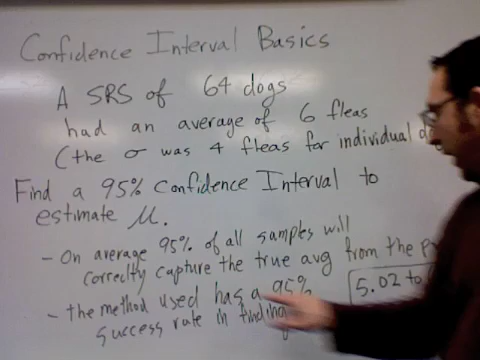 Confidence Interval Basics
A SRS of 64 dogs
had an average of 6 fleas
(the σ was 4 fleas for individual d
Find a 95% Confidence Interval to
estimate μ.
- On average 95% of all samples will
correctly capture the true avg from the p
5.02 to
- the method used has a 95%
success rate in finding